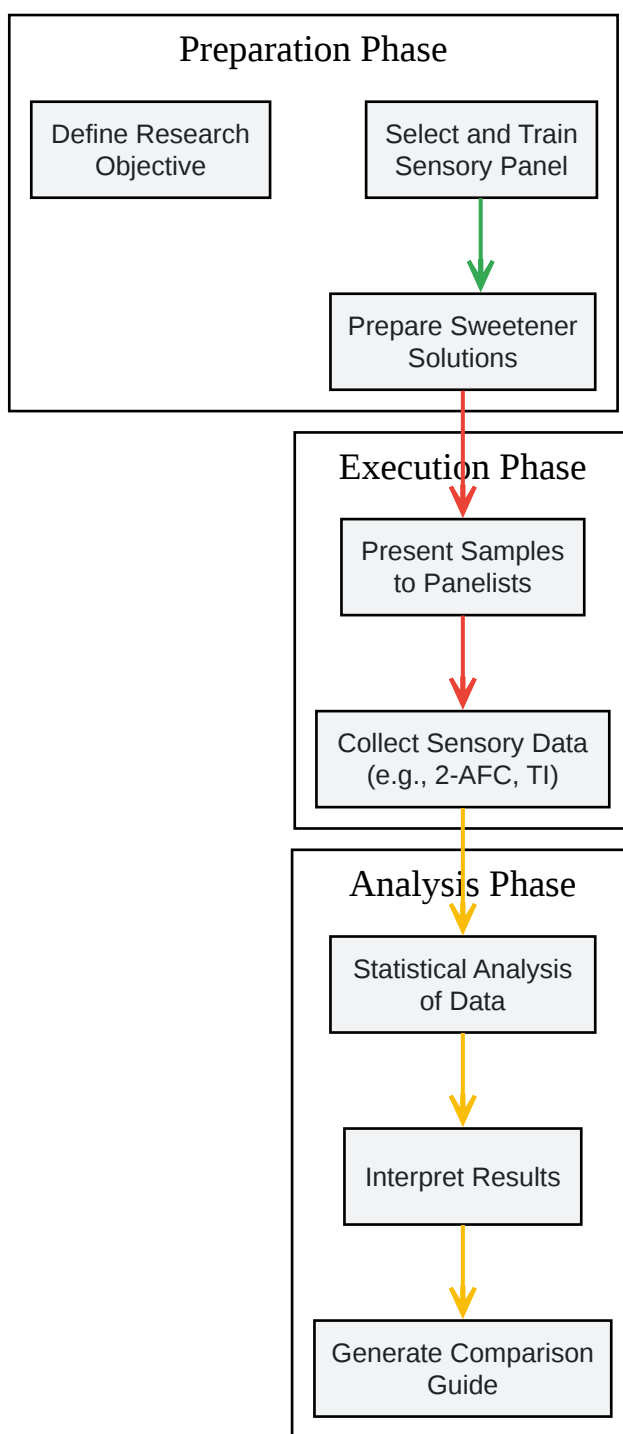 Preparation Phase
Define Research
Objective
Select and Train
Sensory Panel
Prepare Sweetener
Solutions
Execution Phase
Present Samples
to Panelists
Collect Sensory Data
(e.g., 2-AFC, TI)
Analysis Phase
Statistical Analysis
of Data
Interpret Results
Generate Comparison
Guide